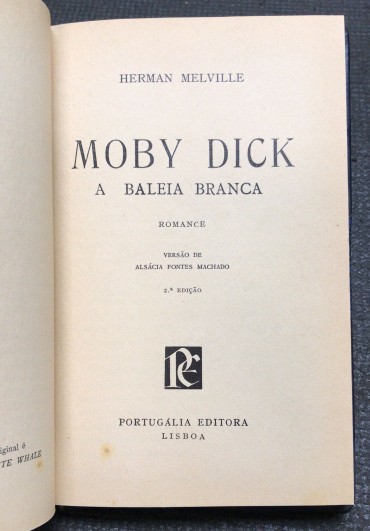 HERMAN MELVILLE
MOBY DICK
A BALEIA BRANCA
ROMANCE
VERSÃO DE
ALSÁCIA FONTES MACHADO
2.ª EDIÇÃO
PE
PORTUGÁLIA EDITORA
LISBOA
iginal é
TE WHALE